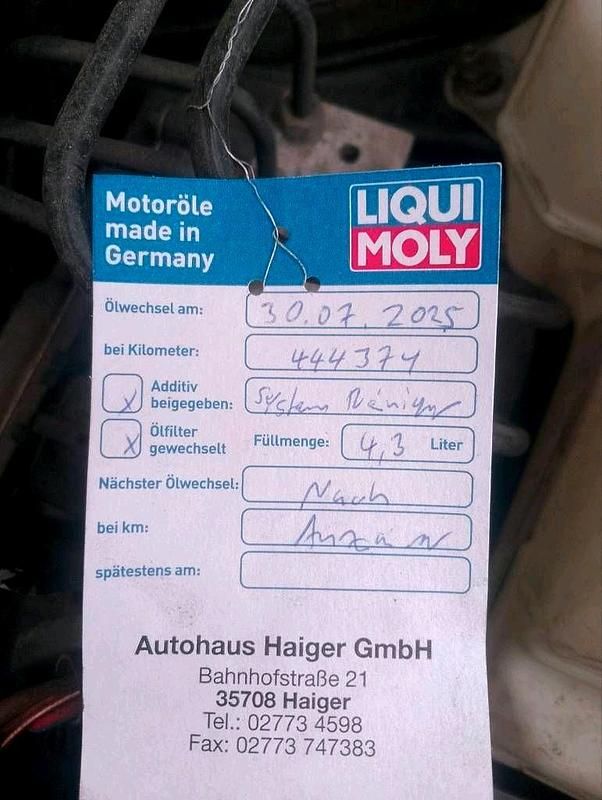 Motoröle
made in
Germany
LIQUI
MOLY
Ölwechsel am: 30.07.2025
bei Kilometer: 444374
x Additiv
beigegeben: System Reiniger
x Ölfilter
gewechselt Füllmenge: 4,3 Liter
Nächster Ölwechsel: Nach
bei km:
spätestens am:
Autohaus Haiger GmbH
Bahnhofstraße 21
35708 Haiger
Tel.: 02773 4598
Fax: 02773 747383